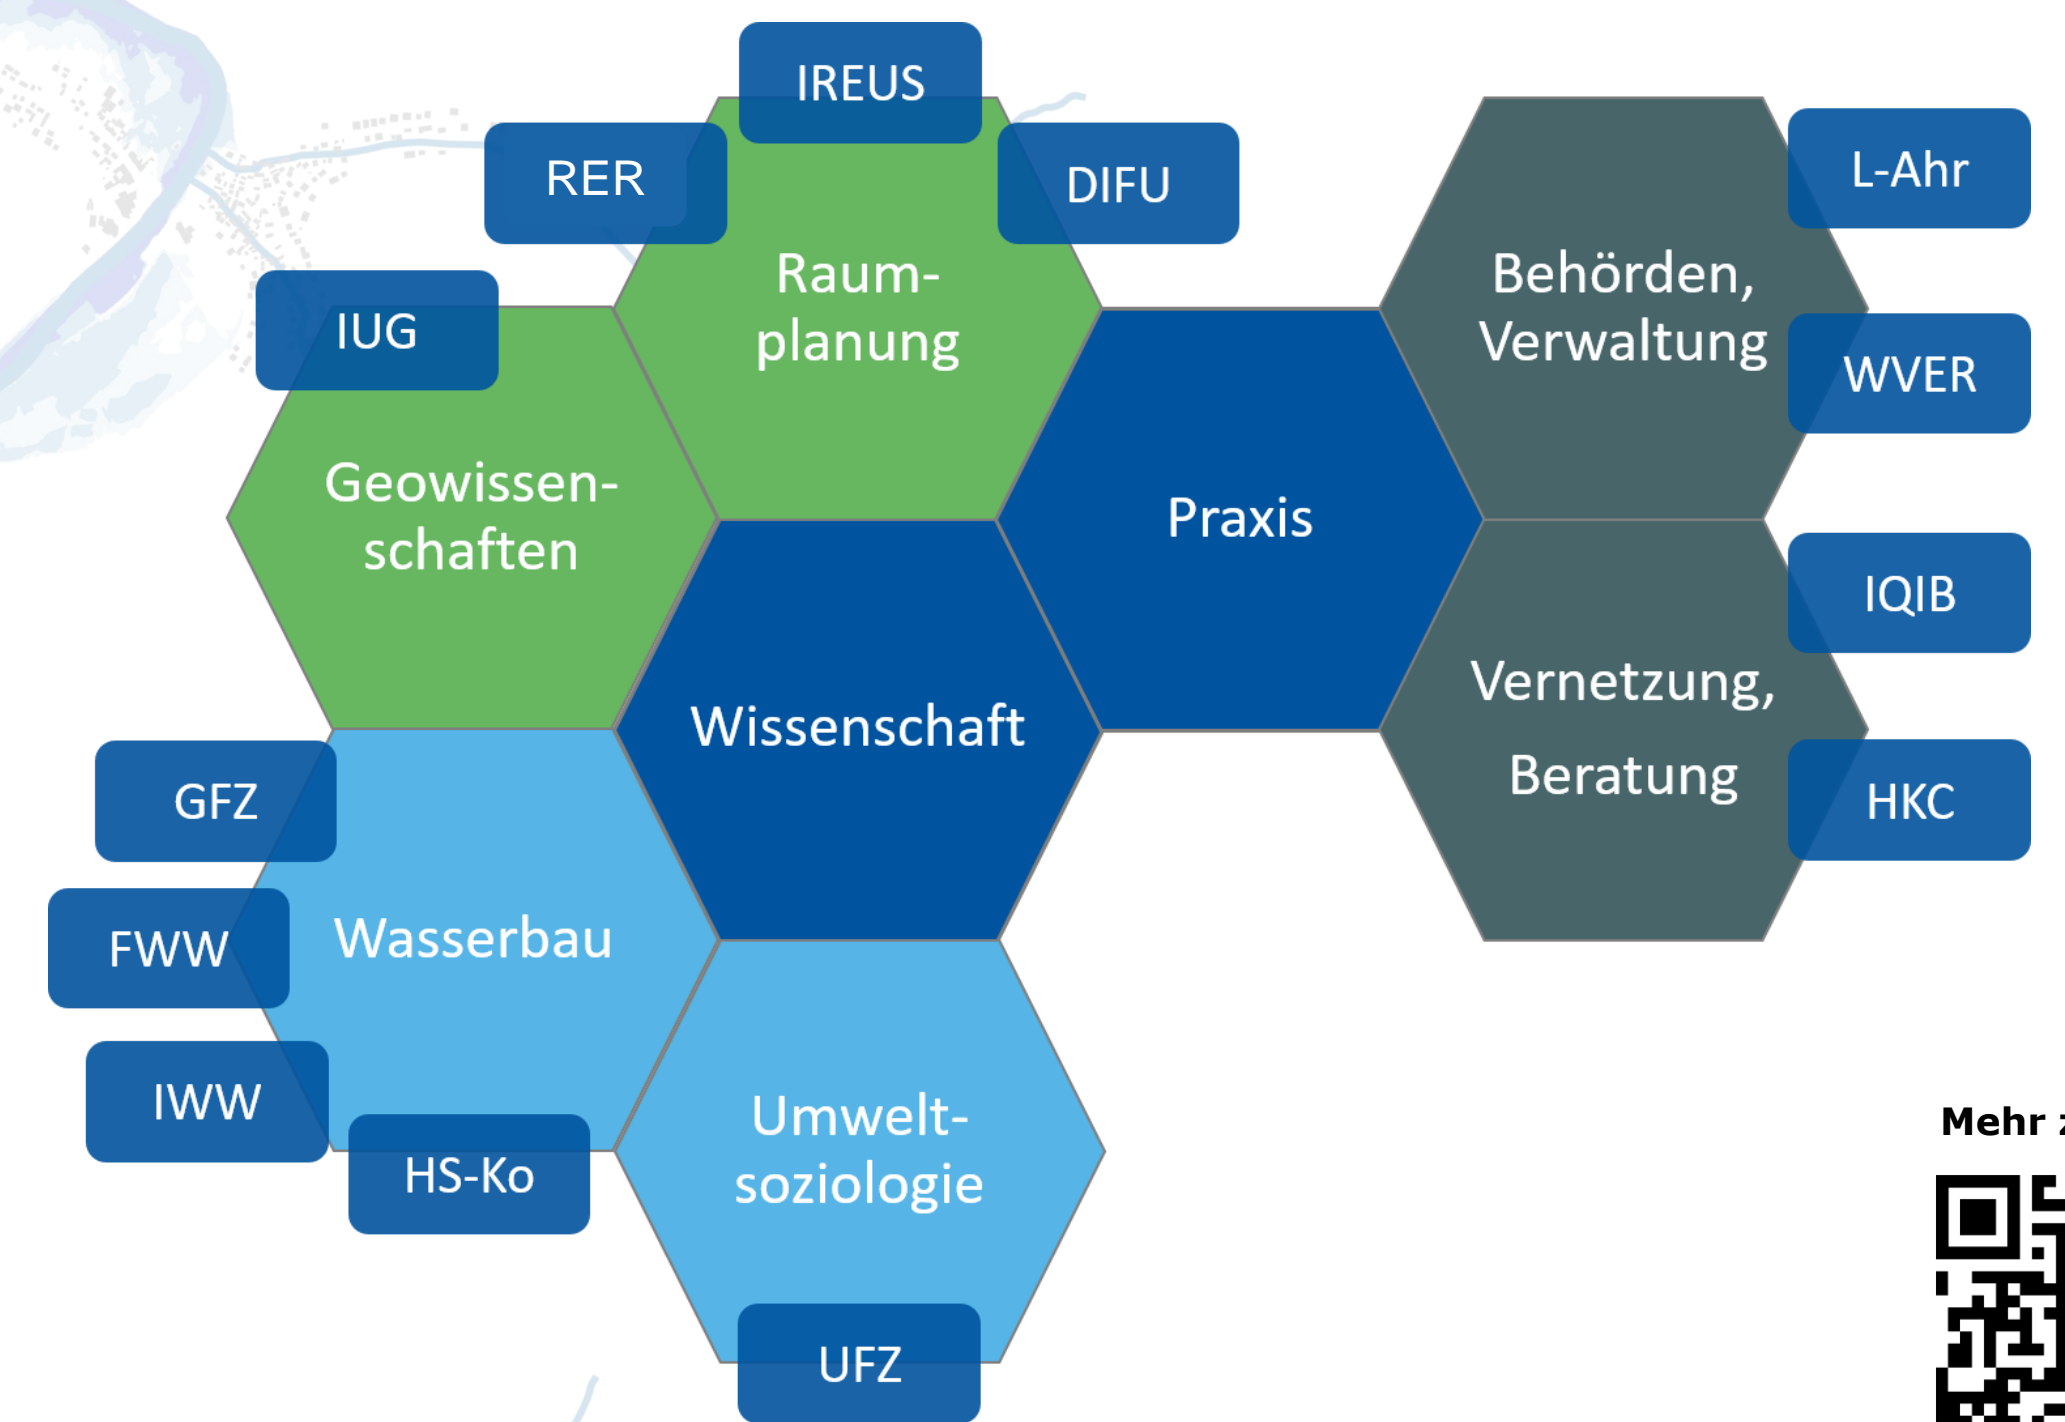 IREUS
RER
DIFU
L-Ahr
Raum-
planung
Behörden,
Verwaltung
IUG
WVER
Geowissen-
schaften
Praxis
IQIB
Wissenschaft
Vernetzung,
Beratung
GFZ
HKC
FWW
Wasserbau
IWW
HS-Ko
Umwelt-
soziologie
Mehr
UFZ